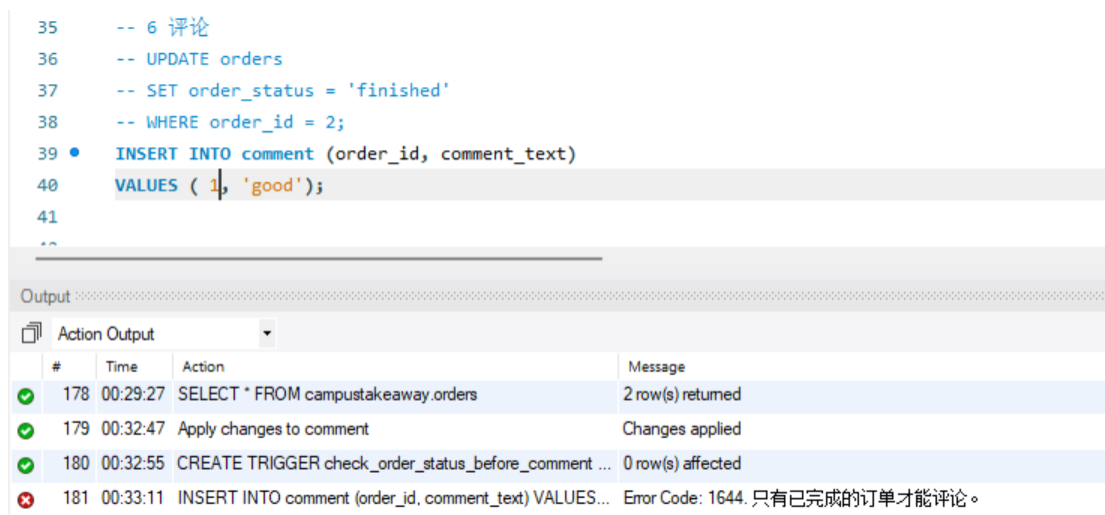 35 -- 6 评论
36 -- UPDATE orders
37 -- SET order_status = 'finished'
38 -- WHERE order_id = 2;
39 INSERT INTO comment (order_id, comment_text)
40 VALUES ( 1, 'good');
41
Output
Action Output
# Time Action Message
178 00:29:27 SELECT * FROM campustakeaway.orders 2 row(s) returned
179 00:32:47 Apply changes to comment Changes applied
180 00:32:55 CREATE TRIGGER check_order_status_before_comment ... 0 row(s) affected
181 00:33:11 INSERT INTO comment (order_id, comment_text) VALUES... Error Code: 1644. 只有已完成的订单才能评论。